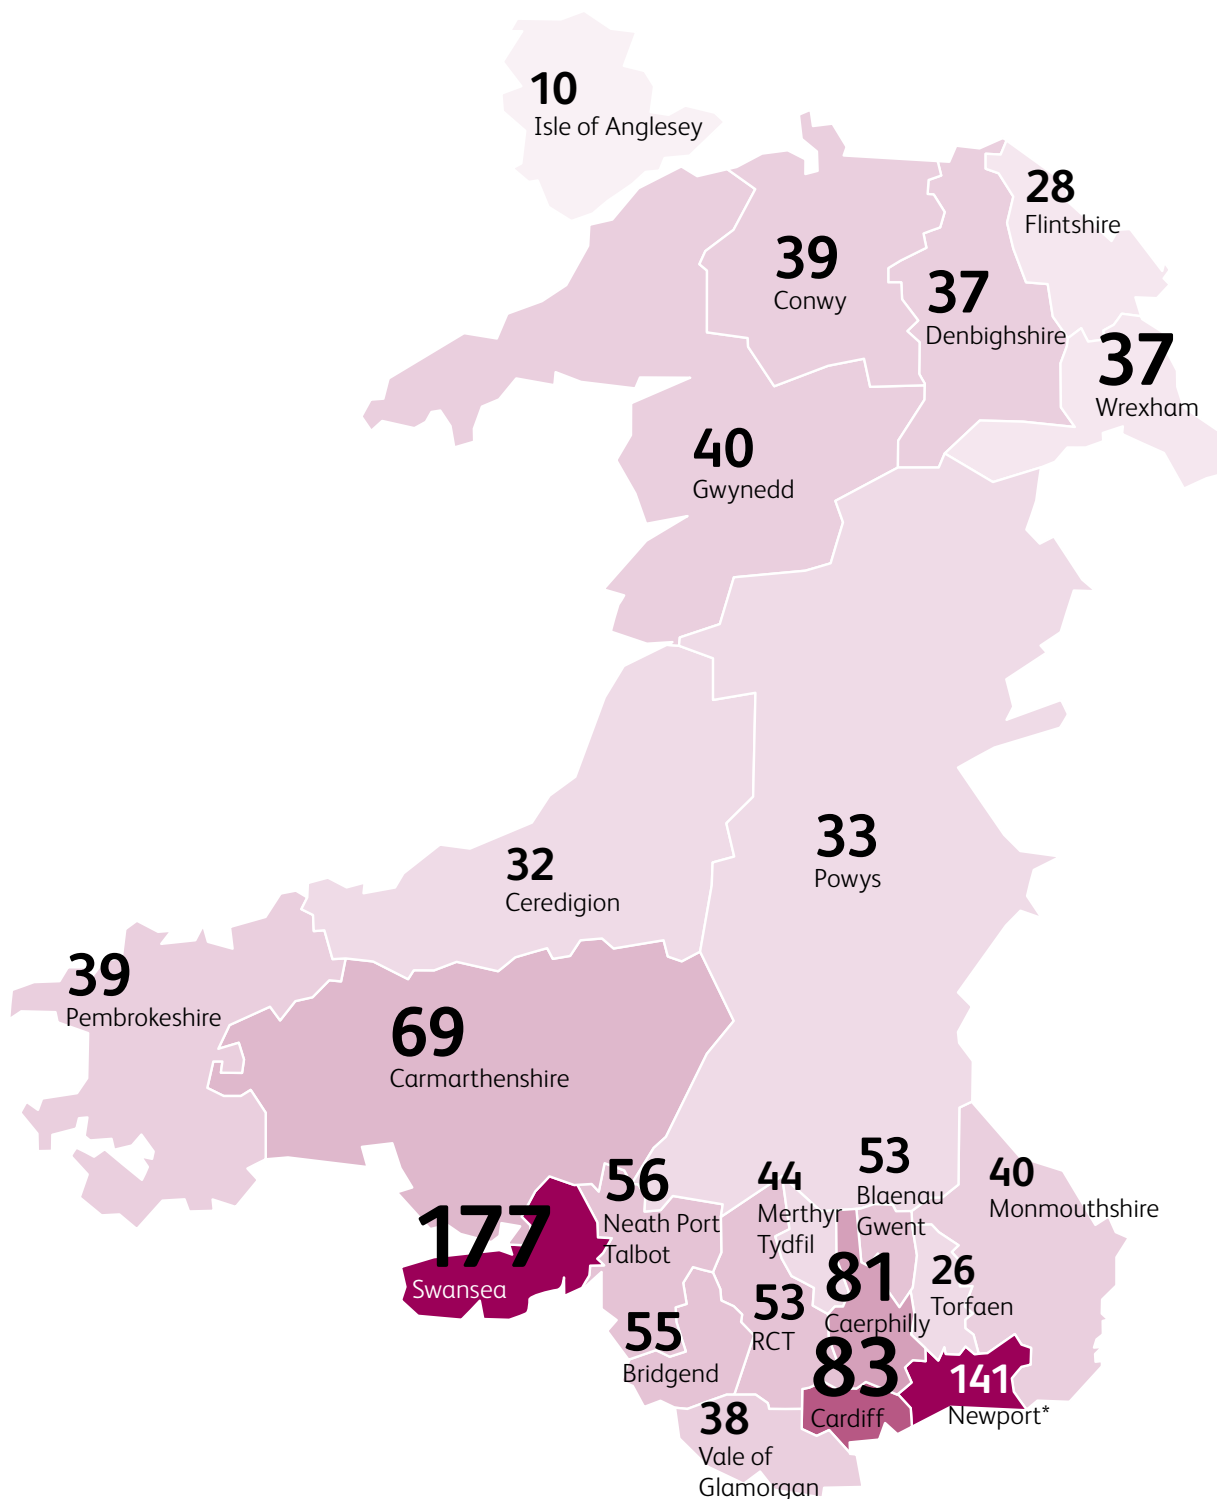 10
Isle of Anglesey
28
Flintshire
39
Conwy
37
Denbighshire
37
Wrexham
40
Gwynedd
33
Powys
32
Ceredigion
39
Pembrokeshire
69
Carmarthenshire
177
Swansea
56
Neath Port
Talbot
44
Merthyr
Tydfil
53
Blaenau
Gwent
40
Monmouthshire
81
Caerphilly
26
Torfaen
53
RCT
55
Bridgend
83
Cardiff
141
Newport*
38
Vale of
Glamorgan